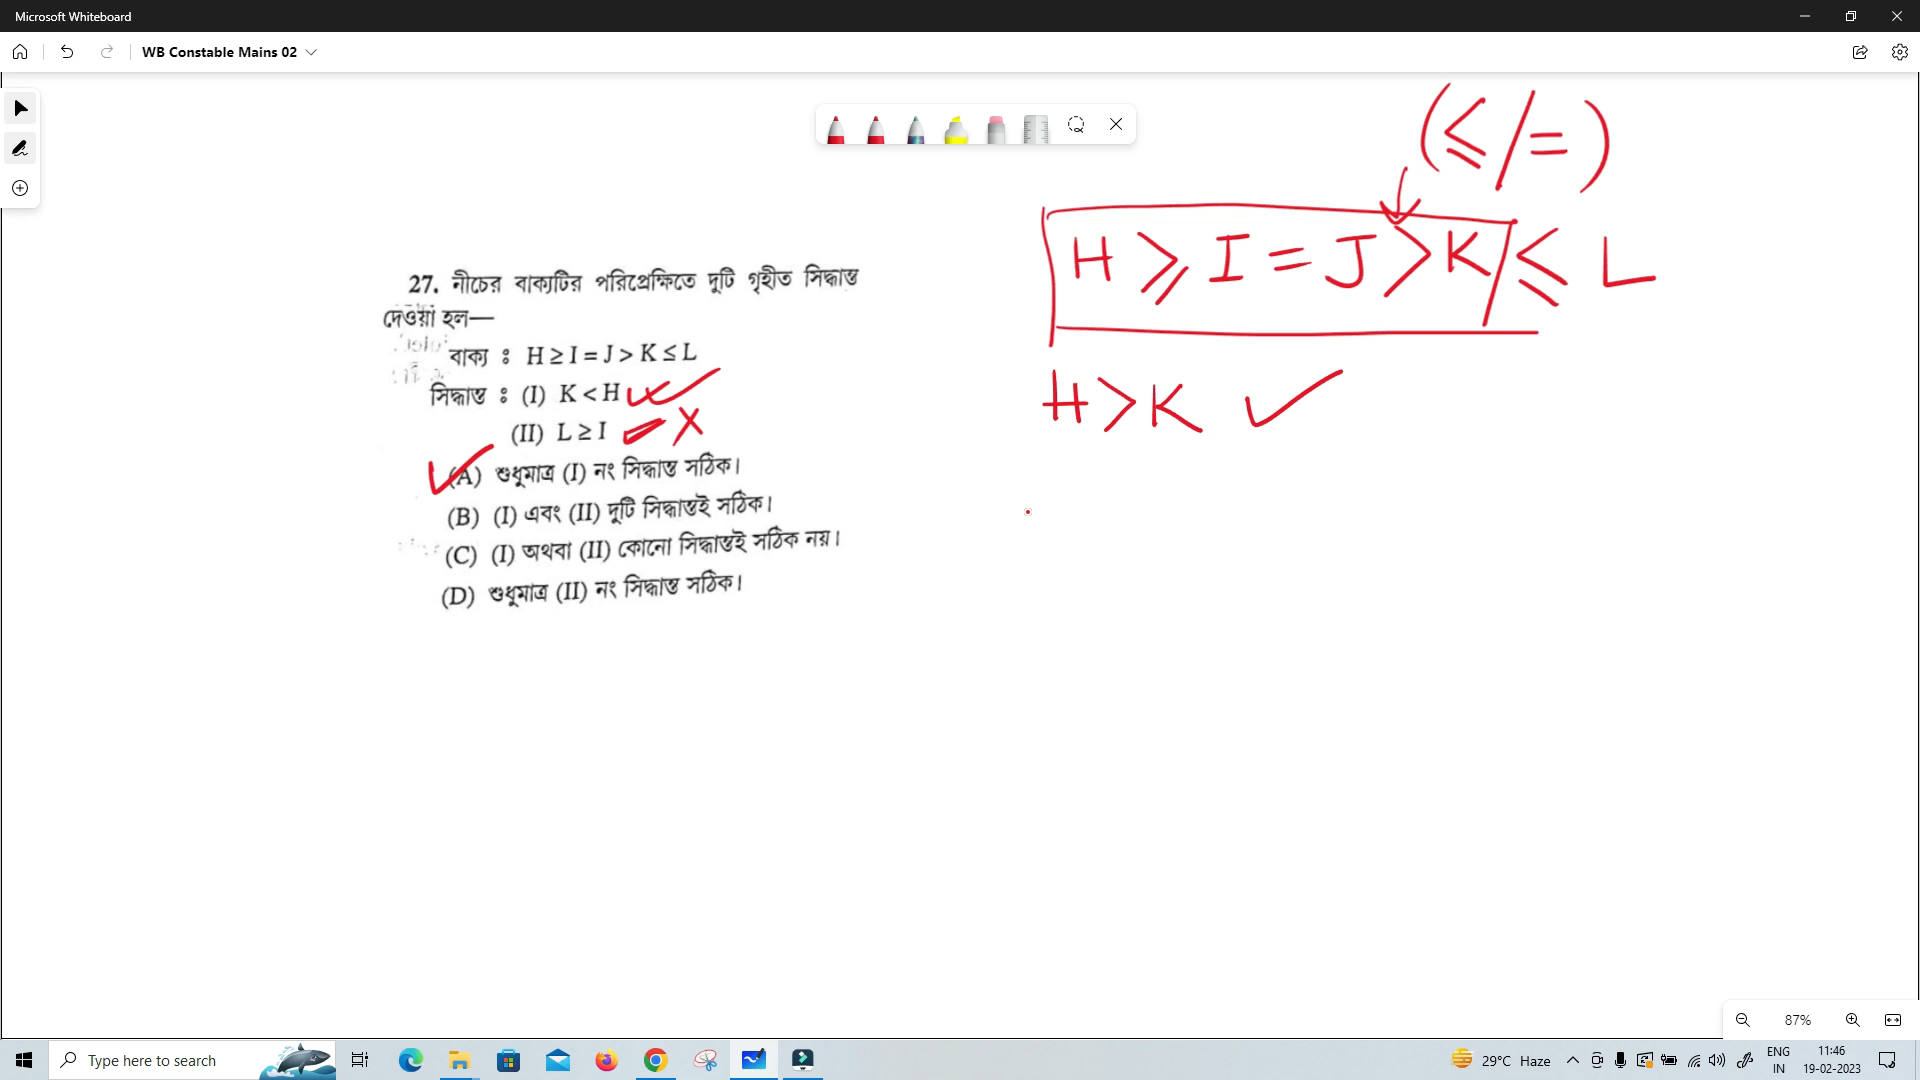 Microsoft Whiteboard
WB Constable Mains 02
(≤/=)
H ≥ I = J > K ≤ L
27. নীচের বাক্যটির পরিপ্রেক্ষিতে দুটি গৃহীত সিদ্ধান্ত
দেওয়া হল—
বাক্য ঃ H ≥ I = J > K ≤ L
সিদ্ধান্ত ঃ (I) K < H
(II) L ≥ I
(A) শুধুমাত্র (I) নং সিদ্ধান্ত সঠিক।
(B) (I) এবং (II) দুটি সিদ্ধান্তই সঠিক।
(C) (I) অথবা (II) কোনো সিদ্ধান্তই সঠিক নয়।
(D) শুধুমাত্র (II) নং সিদ্ধান্ত সঠিক।
H > K ✓
87%
Type here to search
29°C Haze
ENG
IN
11:46
19-02-2023